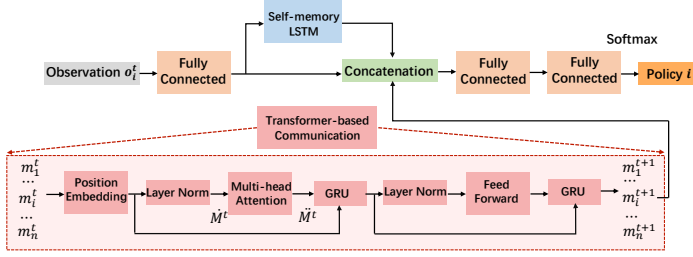 Self-memory
LSTM
Softmax
Observation o_i^t
Fully
Connected
Concatenation
Fully
Connected
Fully
Connected
Policy i
Transformer-based
Communication
m_1^t
...
m_i^t
...
m_n^t
Position
Embedding
Layer Norm
Ṁ^t
Multi-head
Attention
M̈^t
GRU
Layer Norm
Feed
Forward
GRU
m_1^{t+1}
...
m_i^{t+1}
...
m_n^{t+1}